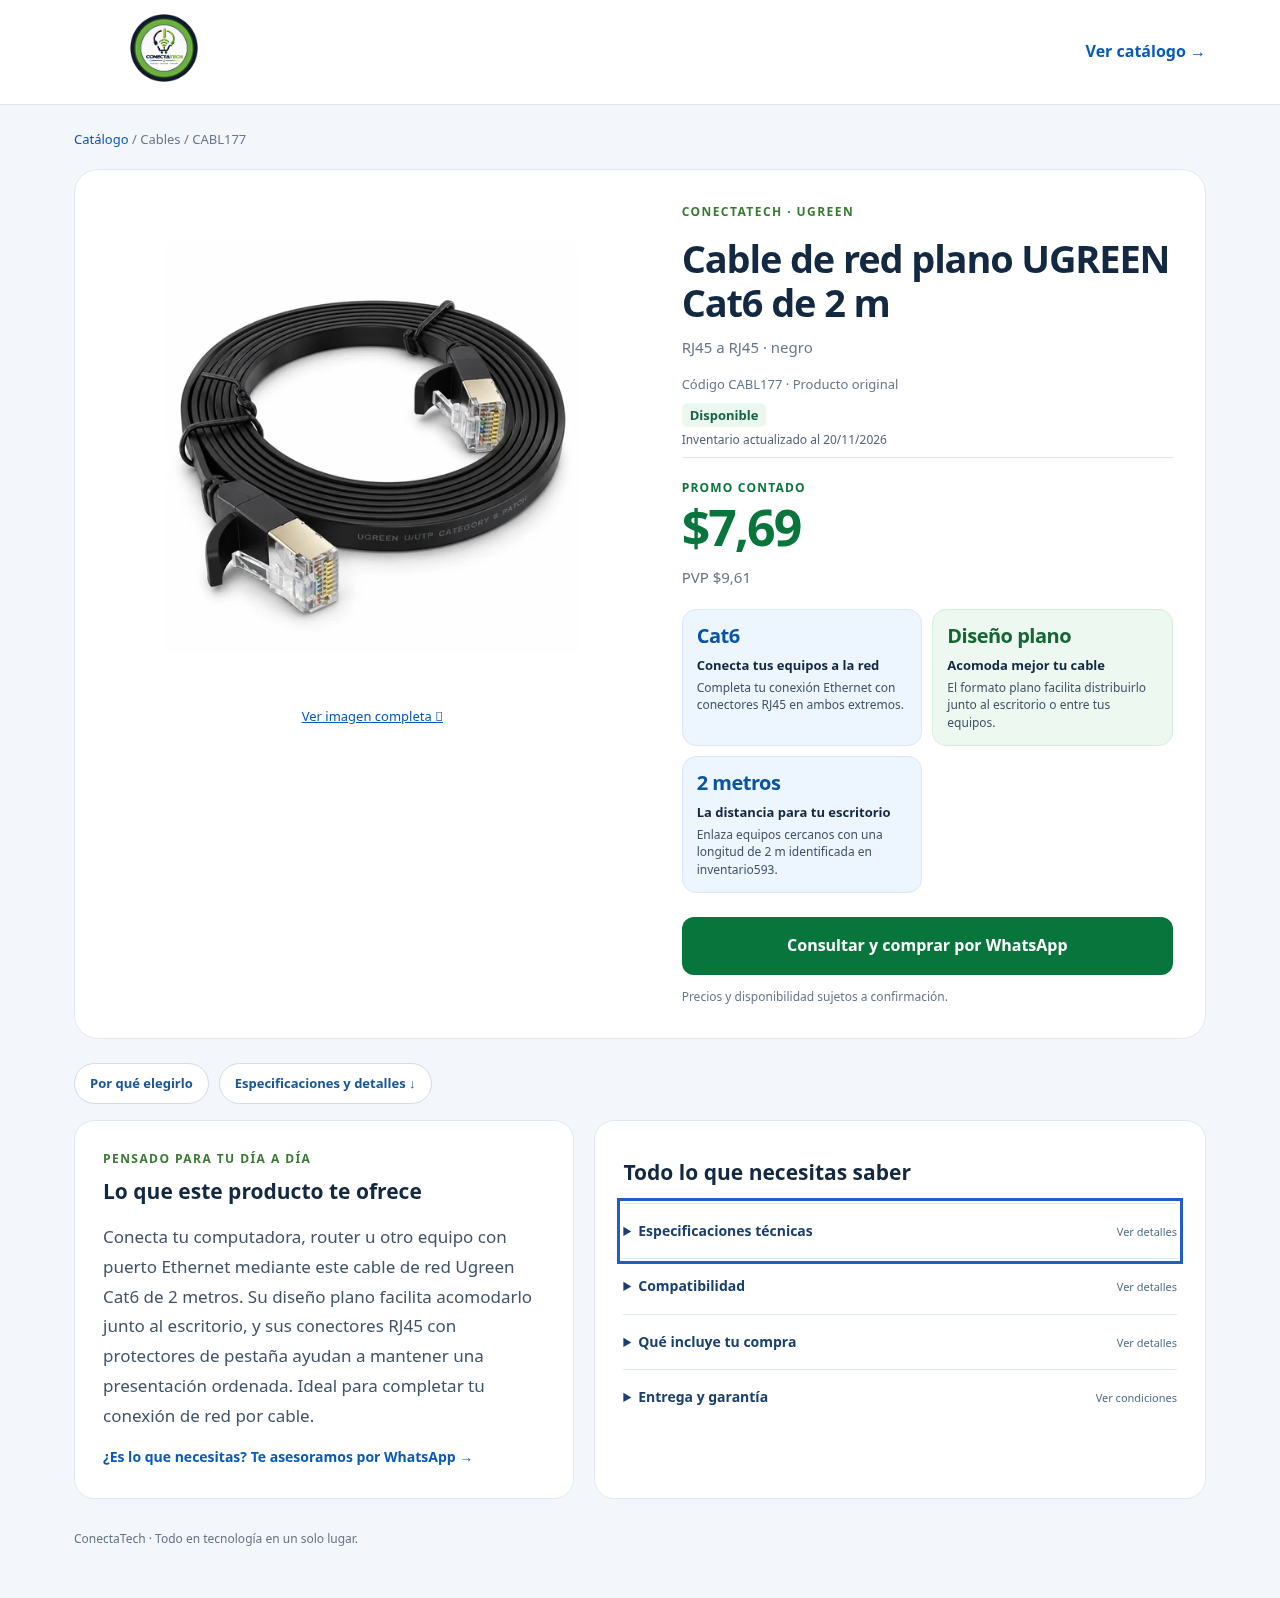 CONECTATECH
Ver catálogo →
Catálogo / Cables / CABL177
UGREEN U/UTP CATEGORY 6 PATCH
Ver imagen completa
CONECTATECH · UGREEN
Cable de red plano UGREEN
Cat6 de 2 m
RJ45 a RJ45 · negro
Código CABL177 · Producto original
Disponible
Inventario actualizado al 20/11/2026
PROMO CONTADO
$7,69
PVP $9,61
Cat6
Conecta tus equipos a la red
Completa tu conexión Ethernet con
conectores RJ45 en ambos extremos.
Diseño plano
Acomoda mejor tu cable
El formato plano facilita distribuirlo
junto al escritorio o entre tus
equipos.
2 metros
La distancia para tu escritorio
Enlaza equipos cercanos con una
longitud de 2 m identificada en
inventario593.
Consultar y comprar por WhatsApp
Precios y disponibilidad sujetos a confirmación.
Por qué elegirlo
Especificaciones y detalles ↓
PENSADO PARA TU DÍA A DÍA
Lo que este producto te ofrece
Conecta tu computadora, router u otro equipo con
puerto Ethernet mediante este cable de red Ugreen
Cat6 de 2 metros. Su diseño plano facilita acomodarlo
junto al escritorio, y sus conectores RJ45 con
protectores de pestaña ayudan a mantener una
presentación ordenada. Ideal para completar tu
conexión de red por cable.
¿Es lo que necesitas? Te asesoramos por WhatsApp →
Todo lo que necesitas saber
Especificaciones técnicas Ver detalles
Compatibilidad Ver detalles
Qué incluye tu compra Ver detalles
Entrega y garantía Ver condiciones
ConectaTech · Todo en tecnología en un solo lugar.